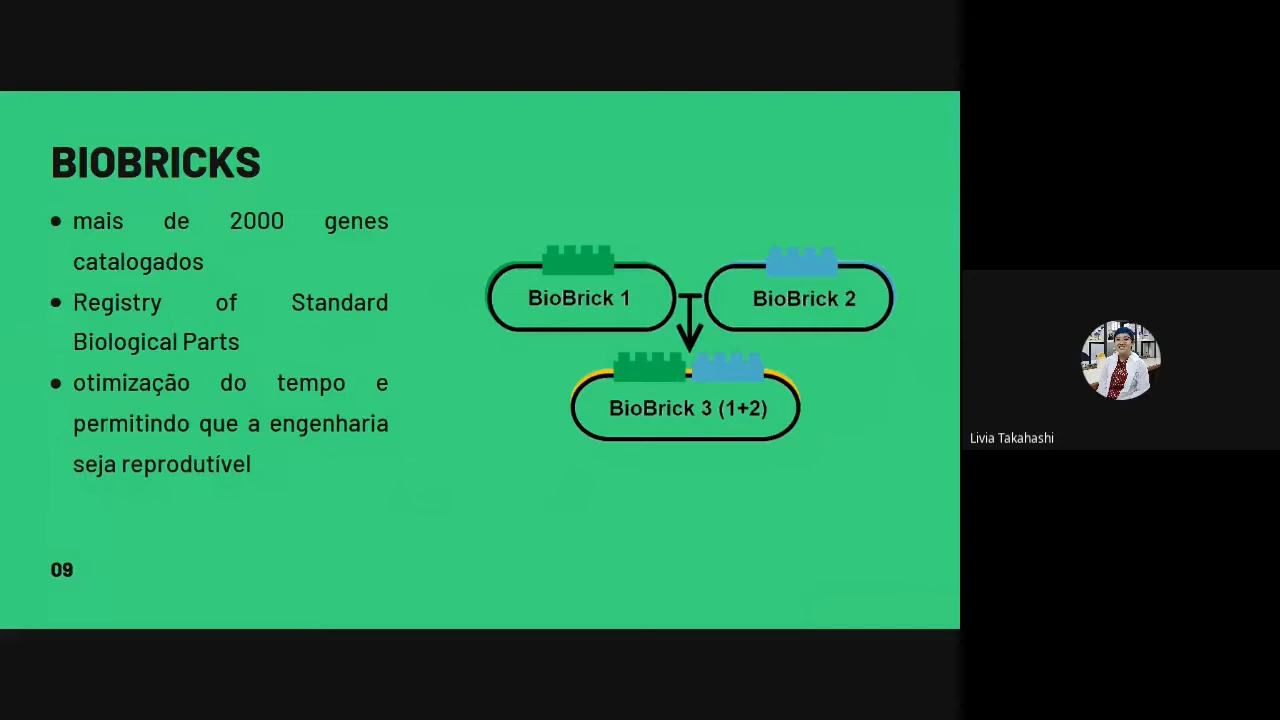 BIOBRICKS
● mais de 2000 genes
catalogados
● Registry of Standard
Biological Parts
● otimização do tempo e
permitindo que a engenharia
seja reprodutível
BioBrick 1
BioBrick 2
BioBrick 3 (1+2)
09
Livia Takahashi